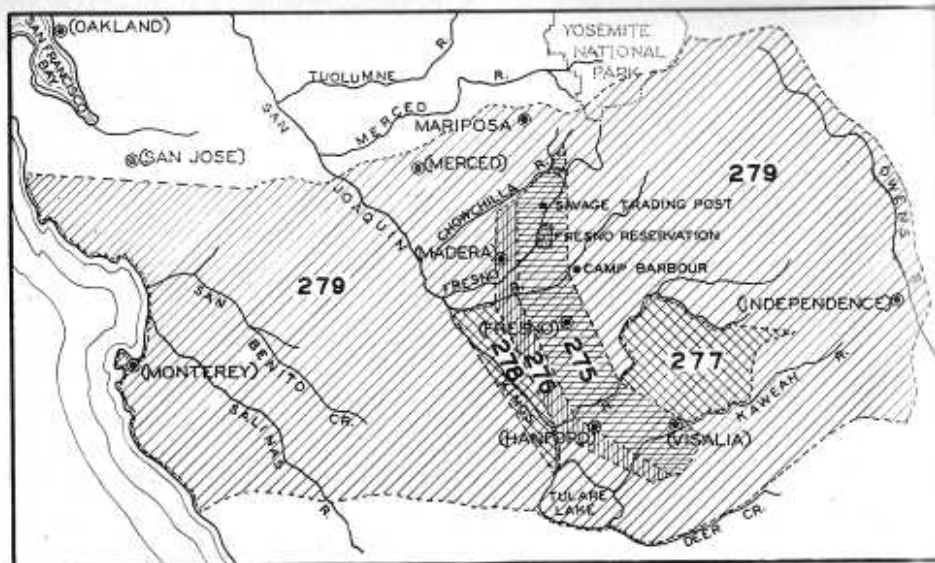 (OAKLAND)
SAN FRANCISCO
BAY
YOSEMITE
NATIONAL
PARK
TUOLUMNE R.
SAN JOAQUIN
MERCED R.
MARIPOSA
(SAN JOSE)
(MERCED)
279
OWENS R.
CHOWCHILLA R.
SAVAGE TRADING POST
FRESNO RESERVATION
(MADERA)
FRESNO R.
CAMP BARBOUR
279
SAN BENITO CR.
(INDEPENDENCE)
(FRESNO)
278
276
275
277
(MONTEREY)
SALINAS R.
KINGS R.
KAWEAH R.
(HANFORD)
(VISALIA)
TULARE
LAKE
DEER CR.